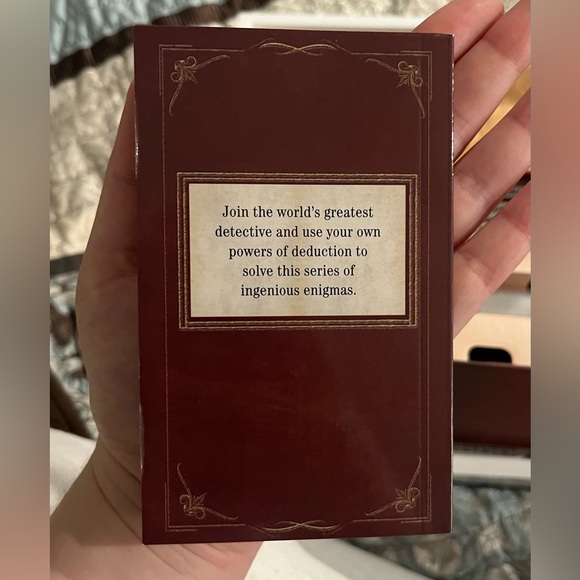 Join the world's greatest
detective and use your own
powers of deduction to
solve this series of
ingenious enigmas.